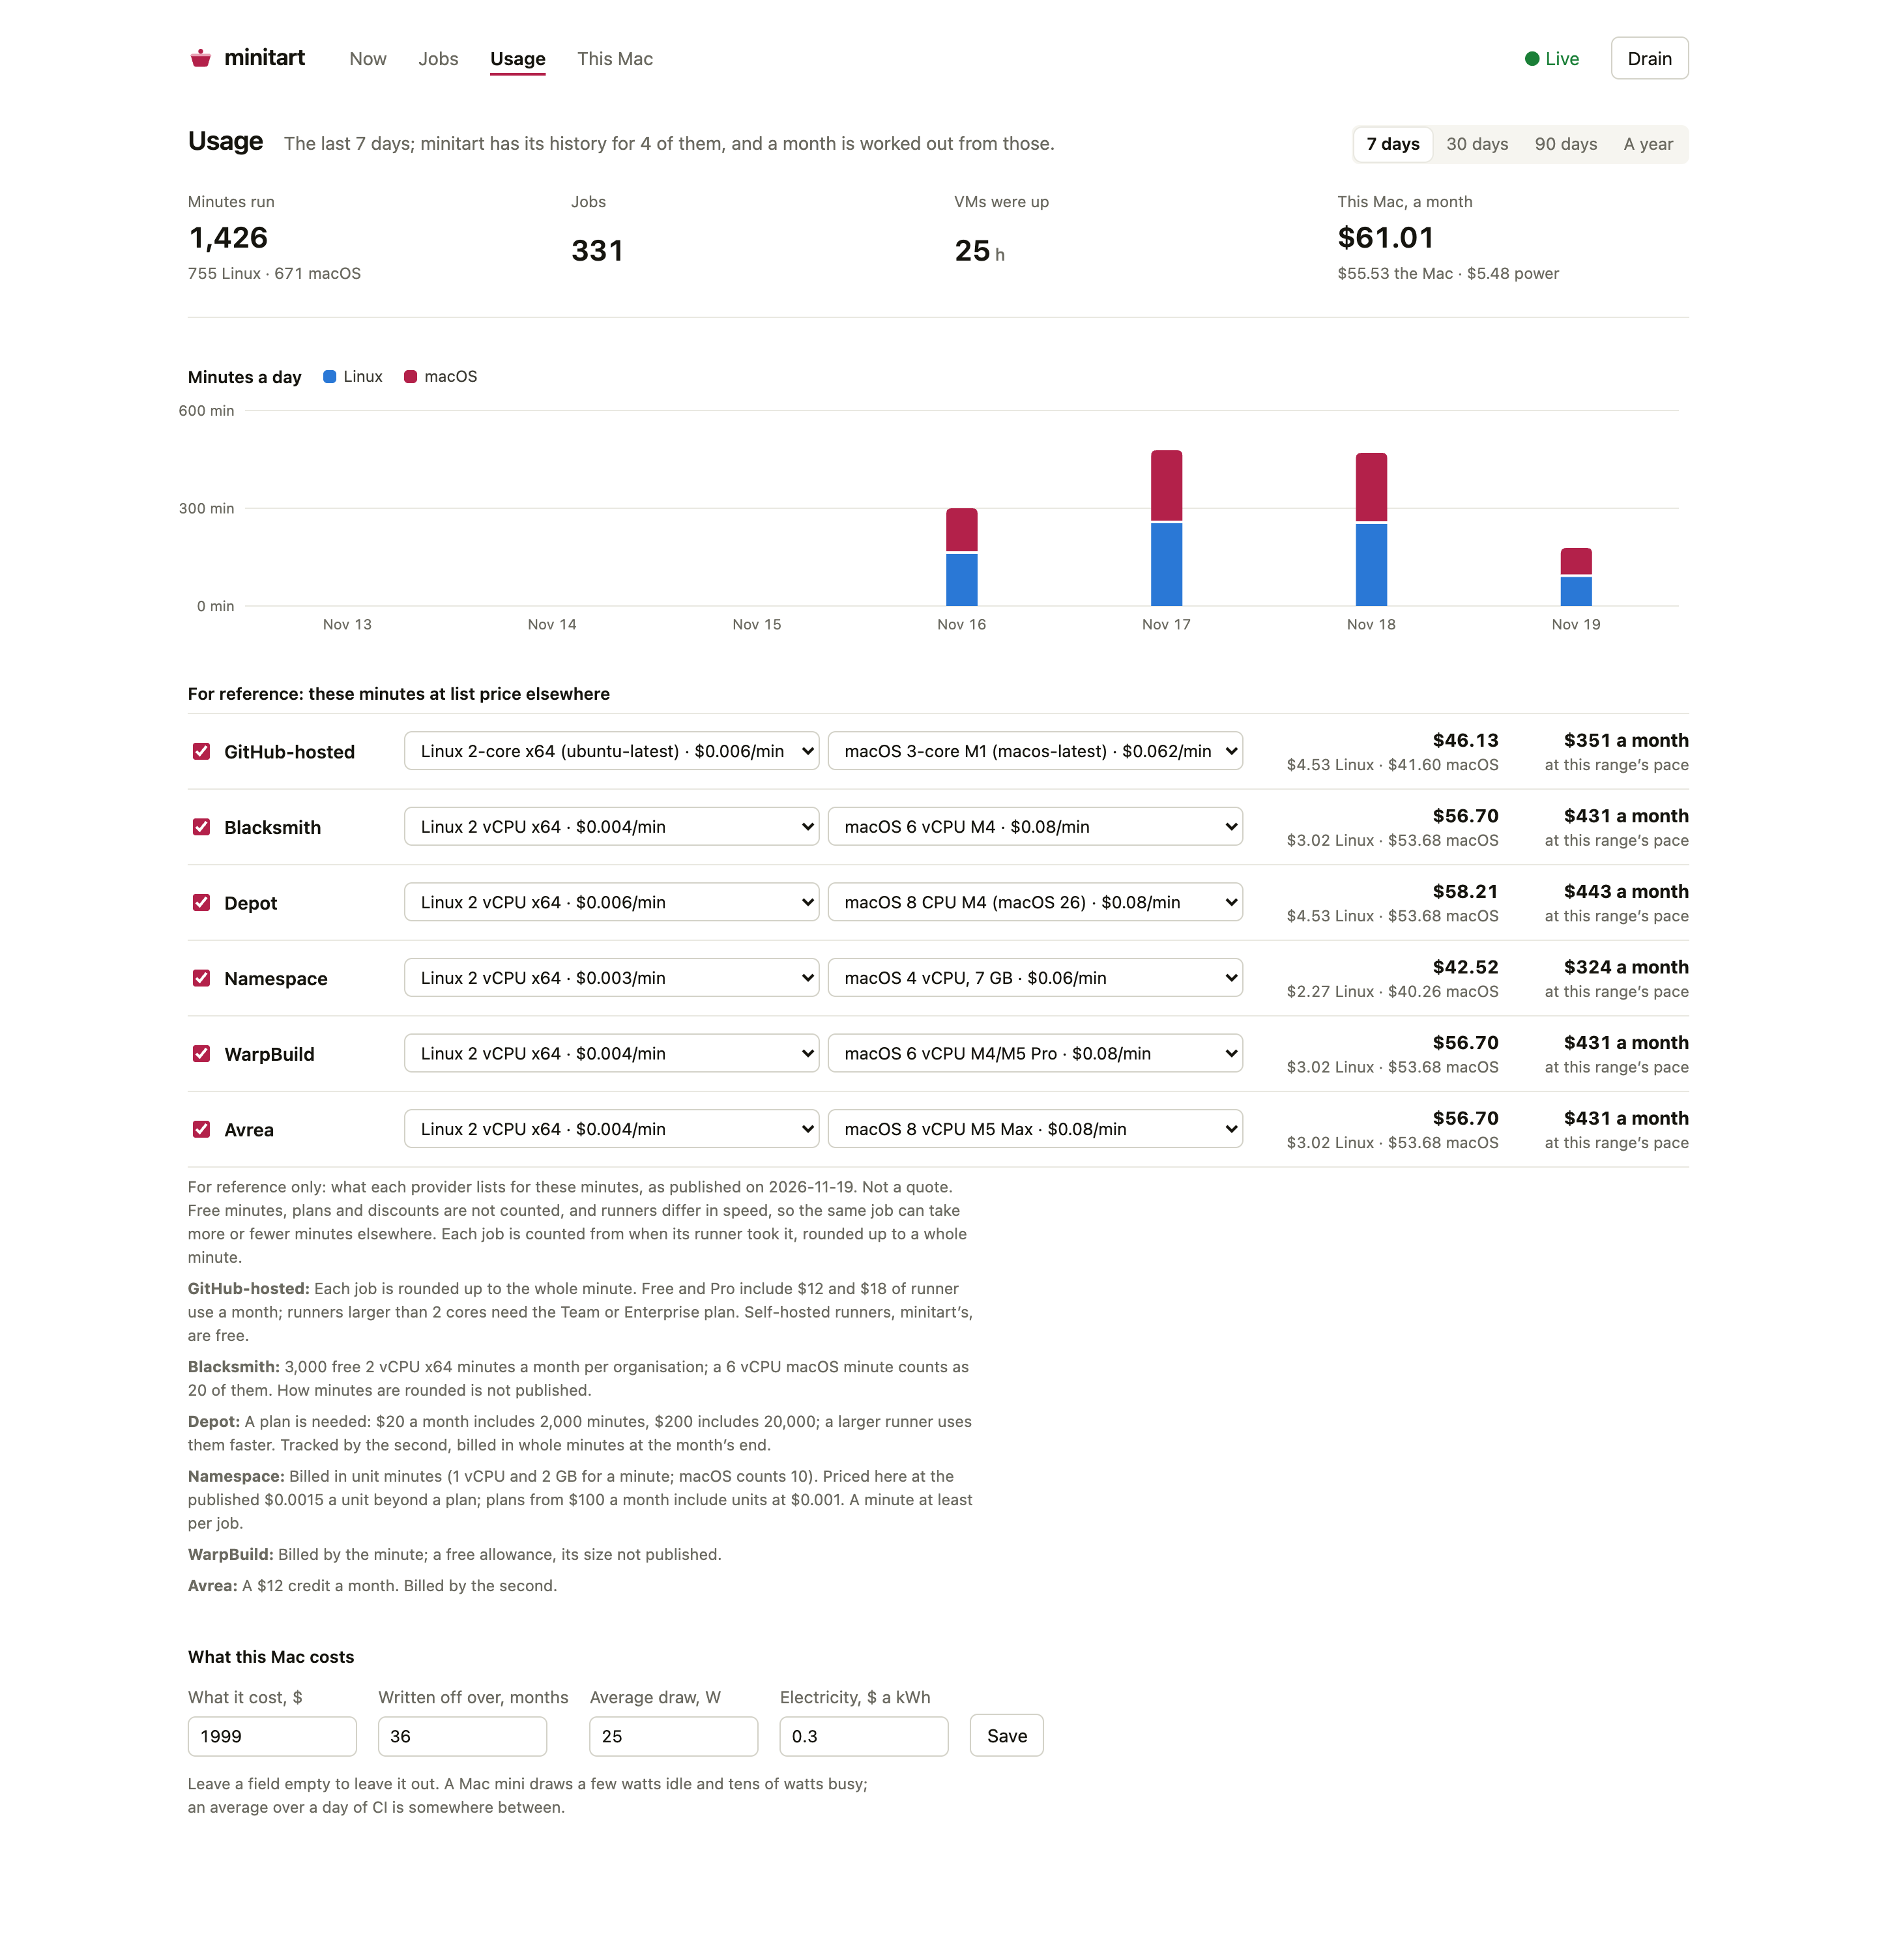 minitart
Now
Jobs
Usage
This Mac
Live
Drain
Usage
The last 7 days; minitart has its history for 4 of them, and a month is worked out from those.
7 days
30 days
90 days
A year
Minutes run
1,426
755 Linux · 671 macOS
Jobs
331
VMs were up
25 h
This Mac, a month
$61.01
$55.53 the Mac · $5.48 power
Minutes a day
Linux
macOS
600 min
300 min
0 min
Nov 13
Nov 14
Nov 15
Nov 16
Nov 17
Nov 18
Nov 19
For reference: these minutes at list price elsewhere
GitHub-hosted
Linux 2-core x64 (ubuntu-latest) · $0.006/min
macOS 3-core M1 (macos-latest) · $0.062/min
$46.13
$4.53 Linux · $41.60 macOS
$351 a month
at this range’s pace
Blacksmith
Linux 2 vCPU x64 · $0.004/min
macOS 6 vCPU M4 · $0.08/min
$56.70
$3.02 Linux · $53.68 macOS
$431 a month
at this range’s pace
Depot
Linux 2 vCPU x64 · $0.006/min
macOS 8 CPU M4 (macOS 26) · $0.08/min
$58.21
$4.53 Linux · $53.68 macOS
$443 a month
at this range’s pace
Namespace
Linux 2 vCPU x64 · $0.003/min
macOS 4 vCPU, 7 GB · $0.06/min
$42.52
$2.27 Linux · $40.26 macOS
$324 a month
at this range’s pace
WarpBuild
Linux 2 vCPU x64 · $0.004/min
macOS 6 vCPU M4/M5 Pro · $0.08/min
$56.70
$3.02 Linux · $53.68 macOS
$431 a month
at this range’s pace
Avrea
Linux 2 vCPU x64 · $0.004/min
macOS 8 vCPU M5 Max · $0.08/min
$56.70
$3.02 Linux · $53.68 macOS
$431 a month
at this range’s pace
For reference only: what each provider lists for these minutes, as published on 2026-11-19. Not a quote.
Free minutes, plans and discounts are not counted, and runners differ in speed, so the same job can take
more or fewer minutes elsewhere. Each job is counted from when its runner took it, rounded up to a whole
minute.
GitHub-hosted: Each job is rounded up to the whole minute. Free and Pro include $12 and $18 of runner
use a month; runners larger than 2 cores need the Team or Enterprise plan. Self-hosted runners, minitart’s,
are free.
Blacksmith: 3,000 free 2 vCPU x64 minutes a month per organisation; a 6 vCPU macOS minute counts as
20 of them. How minutes are rounded is not published.
Depot: A plan is needed: $20 a month includes 2,000 minutes, $200 includes 20,000; a larger runner uses
them faster. Tracked by the second, billed in whole minutes at the month’s end.
Namespace: Billed in unit minutes (1 vCPU and 2 GB for a minute; macOS counts 10). Priced here at the
published $0.0015 a unit beyond a plan; plans from $100 a month include units at $0.001. A minute at least
per job.
WarpBuild: Billed by the minute; a free allowance, its size not published.
Avrea: A $12 credit a month. Billed by the second.
What this Mac costs
What it cost, $
Written off over, months
Average draw, W
Electricity, $ a kWh
1999
36
25
0.3
Save
Leave a field empty to leave it out. A Mac mini draws a few watts idle and tens of watts busy;
an average over a day of CI is somewhere between.